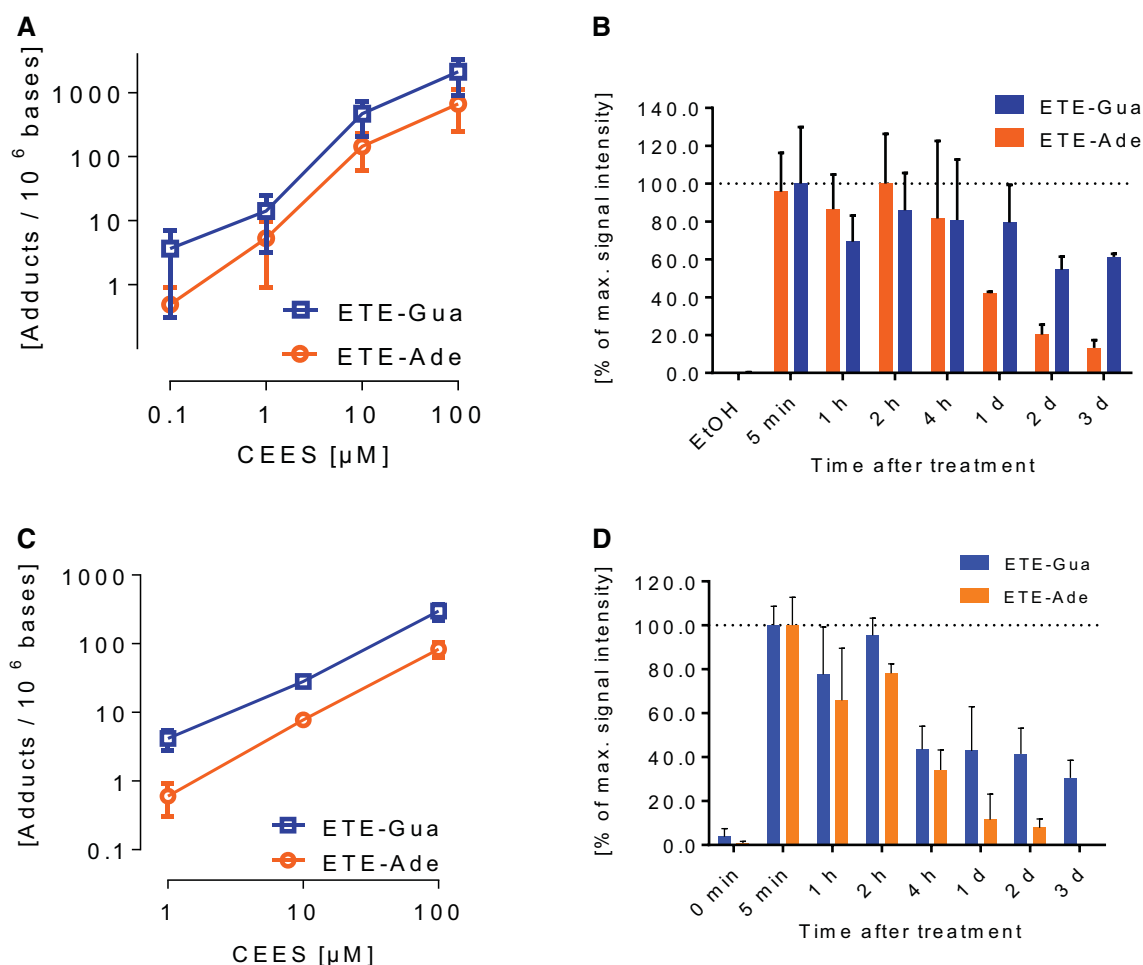 A
[Adducts / 10 6 bases]
1000
100
10
1
ETE-Gua
ETE-Ade
0.1 1 10 100
CEES [µM]
B
[% of max. signal intensity]
ETE-Gua
ETE-Ade
140.0
120.0
100.0
80.0
60.0
40.0
20.0
0.0
EtOH 5 min 1 h 2 h 4 h 1 d 2 d 3 d
Time after treatment
C
[Adducts / 10 6 bases]
1000
100
10
1
0.1
ETE-Gua
ETE-Ade
1 10 100
CEES [µM]
D
[% of max. signal intensity]
ETE-Gua
ETE-Ade
120.0
100.0
80.0
60.0
40.0
20.0
0.0
0 min 5 min 1 h 2 h 4 h 1 d 2 d 3 d
Time after treatment